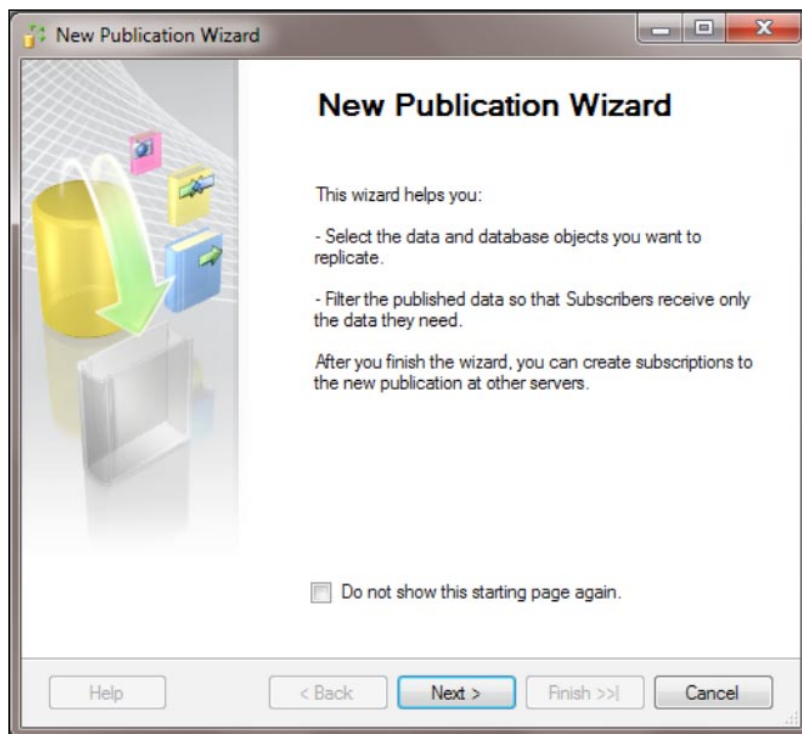 New Publication Wizard
New Publication Wizard
This wizard helps you:
- Select the data and database objects you want to
replicate.
- Filter the published data so that Subscribers receive only
the data they need.
After you finish the wizard, you can create subscriptions to
the new publication at other servers.
Do not show this starting page again.
Help
< Back
Next >
Finish >>|
Cancel